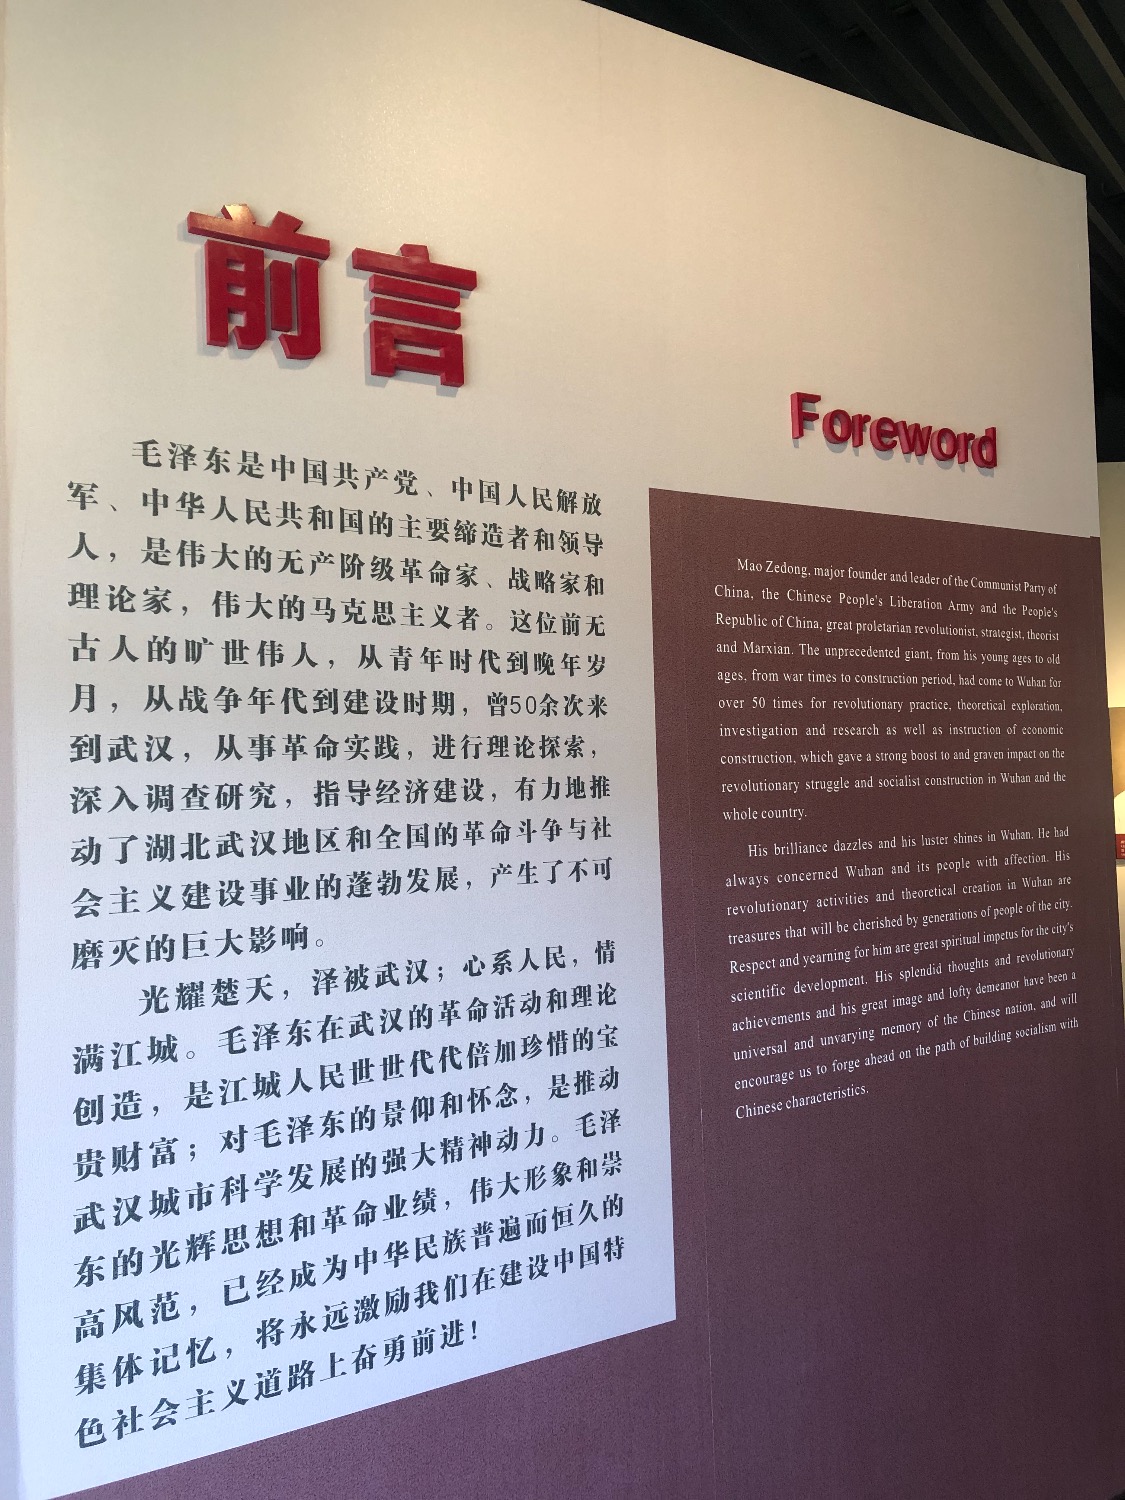 前言
毛泽东是中国共产党、中国人民解放
军、中华人民共和国的主要缔造者和领导
人，是伟大的无产阶级革命家、战略家和
理论家，伟大的马克思主义者。这位前无
古人的旷世伟人，从青年时代到晚年岁
月，从战争年代到建设时期，曾50余次来
到武汉，从事革命实践，进行理论探索，
深入调查研究，指导经济建设，有力地推
动了湖北武汉地区和全国的革命斗争与社
会主义建设事业的蓬勃发展，产生了不可
磨灭的巨大影响。
光耀楚天，泽被武汉；心系人民，情
满江城。毛泽东在武汉的革命活动和理论
创造，是江城人民世世代代倍加珍惜的宝
贵财富；对毛泽东的景仰和怀念，是推动
武汉城市科学发展的强大精神动力。毛泽
东的光辉思想和革命业绩，伟大形象和崇
高风范，已经成为中华民族普遍而恒久的
集体记忆，将永远激励我们在建设中国特
色社会主义道路上奋勇前进！
Foreword
Mao Zedong, major founder and leader of the Communist Party of
China, the Chinese People's Liberation Army and the People's
Republic of China, great proletarian revolutionist, strategist, theorist
and Marxian. The unprecedented giant, from his young ages to old
ages, from war times to construction period, had come to Wuhan for
over 50 times for revolutionary practice, theoretical exploration,
investigation and research as well as instruction of economic
construction, which gave a strong boost to and graven impact on the
revolutionary struggle and socialist construction in Wuhan and the
whole country.
His brilliance dazzles and his luster shines in Wuhan. He had
always concerned Wuhan and its people with affection. His
revolutionary activities and theoretical creation in Wuhan are
treasures that will be cherished by generations of people of the city.
Respect and yearning for him are great spiritual impetus for the city's
scientific development. His splendid thoughts and revolutionary
achievements and his great image and lofty demeanor have been a
universal and unvarying memory of the Chinese nation, and will
encourage us to forge ahead on the path of building socialism with
Chinese characteristics.